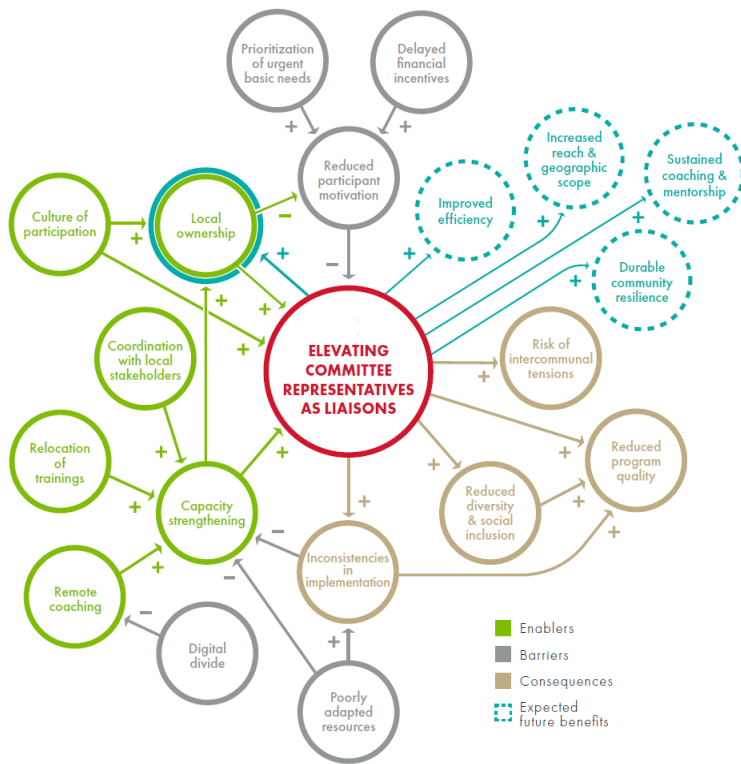 Prioritization
of urgent
basic needs
Delayed
financial
incentives
+
+
Increased
reach &
geographic
scope
Sustained
coaching &
mentorship
Reduced
participant
motivation
Improved
efficiency
Culture of
participation
Local
ownership
−
+
+
+
+
+
−
+
Durable
community
resilience
+
+
+
Coordination
with local
stakeholders
ELEVATING
COMMITTEE
REPRESENTATIVES
AS LIAISONS
Risk of
intercommunal
tensions
+
+
Relocation
of
trainings
+
+
+
+
Reduced
program
quality
Capacity
strengthening
+
+
Reduced
diversity
& social
inclusion
+
−
+
Inconsistencies
in
implementation
Remote
coaching
+
−
−
Digital
divide
+
Poorly
adapted
resources
Enablers
Barriers
Consequences
Expected
future benefits